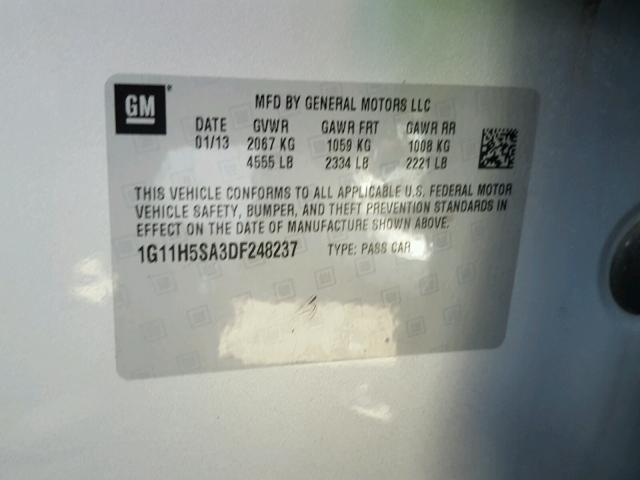 GM
MFD BY GENERAL MOTORS LLC
DATE GVWR GAWR FRT GAWR RR
01/13 2067 KG 1059 KG 1008 KG
4555 LB 2334 LB 2221 LB
THIS VEHICLE CONFORMS TO ALL APPLICABLE U.S. FEDERAL MOTOR
VEHICLE SAFETY, BUMPER, AND THEFT PREVENTION STANDARDS IN
EFFECT ON THE DATE OF MANUFACTURE SHOWN ABOVE.
1G11H5SA3DF248237 TYPE: PASS CAR